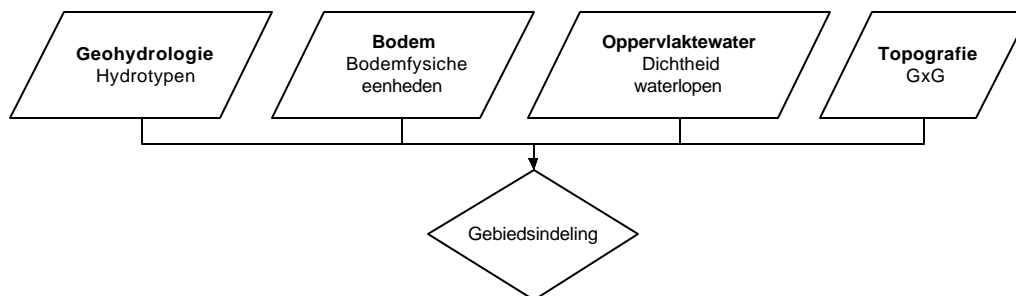 Geohydrologie
Hydrotypen
Bodem
Bodemfysiche
eenheden
Oppervlaktewater
Dichtheid
waterlopen
Topografie
GxG
Gebiedsindeling